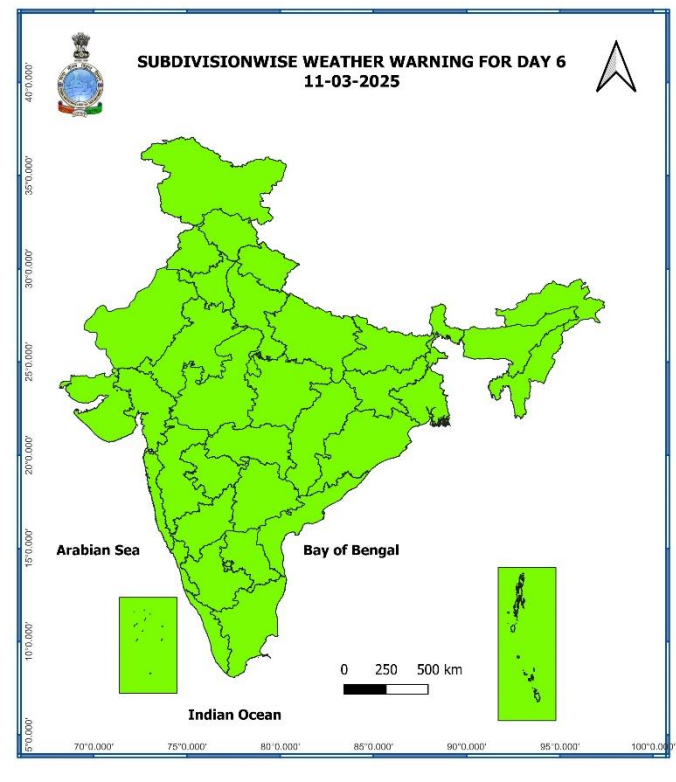 SUBDIVISIONWISE WEATHER WARNING FOR DAY 6
11-03-2025
40°0.000'
35°0.000'
30°0.000'
25°0.000'
20°0.000'
15°0.000'
10°0.000'
5°0.000'
Arabian Sea
Bay of Bengal
0 250 500 km
Indian Ocean
70°0.000' 75°0.000' 80°0.000' 85°0.000' 90°0.000' 95°0.000' 100°0.000'